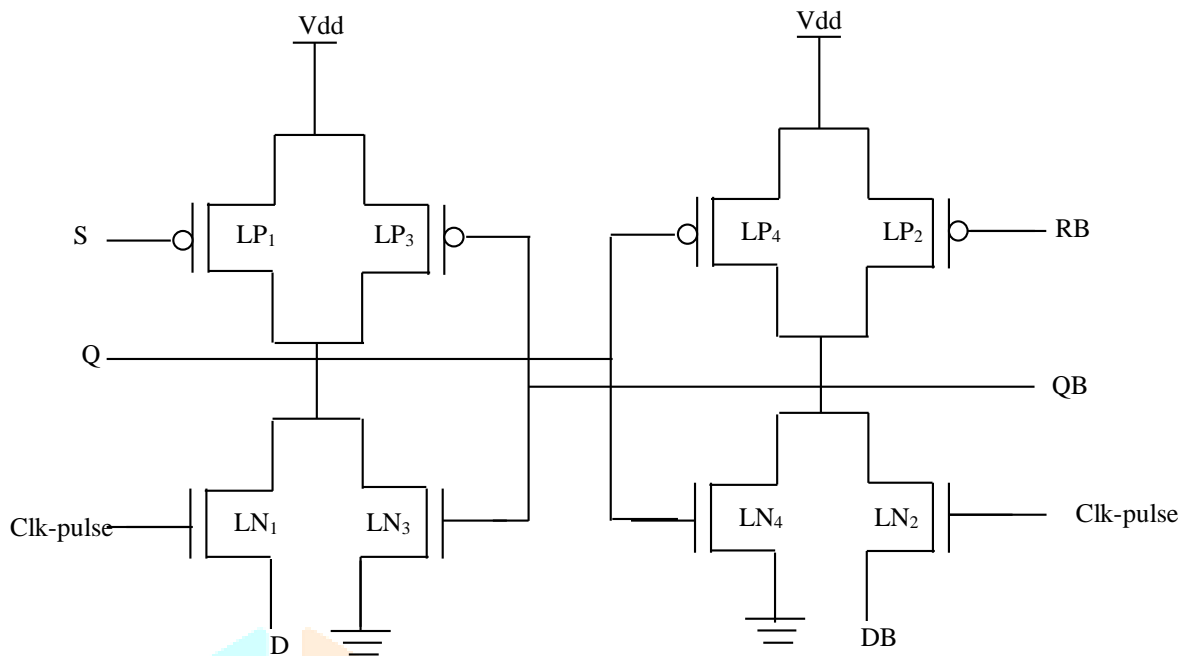 Vdd
Vdd
S
LP₁
LP₃
LP₄
LP₂
RB
Q
QB
Clk-pulse
LN₁
LN₃
LN₄
LN₂
Clk-pulse
D
DB